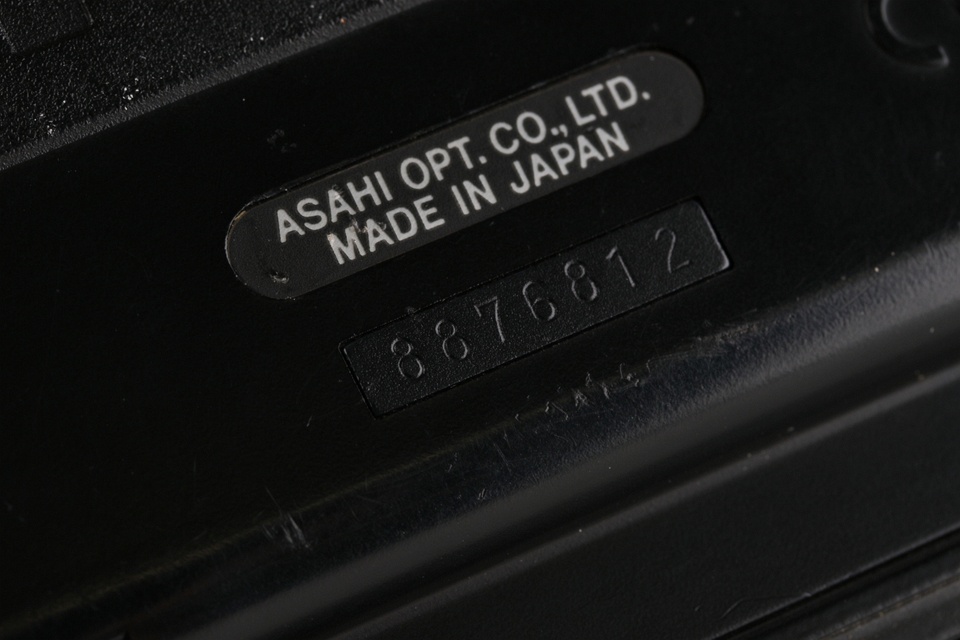 ASAHI OPT. CO., LTD.
MADE IN JAPAN
8876812